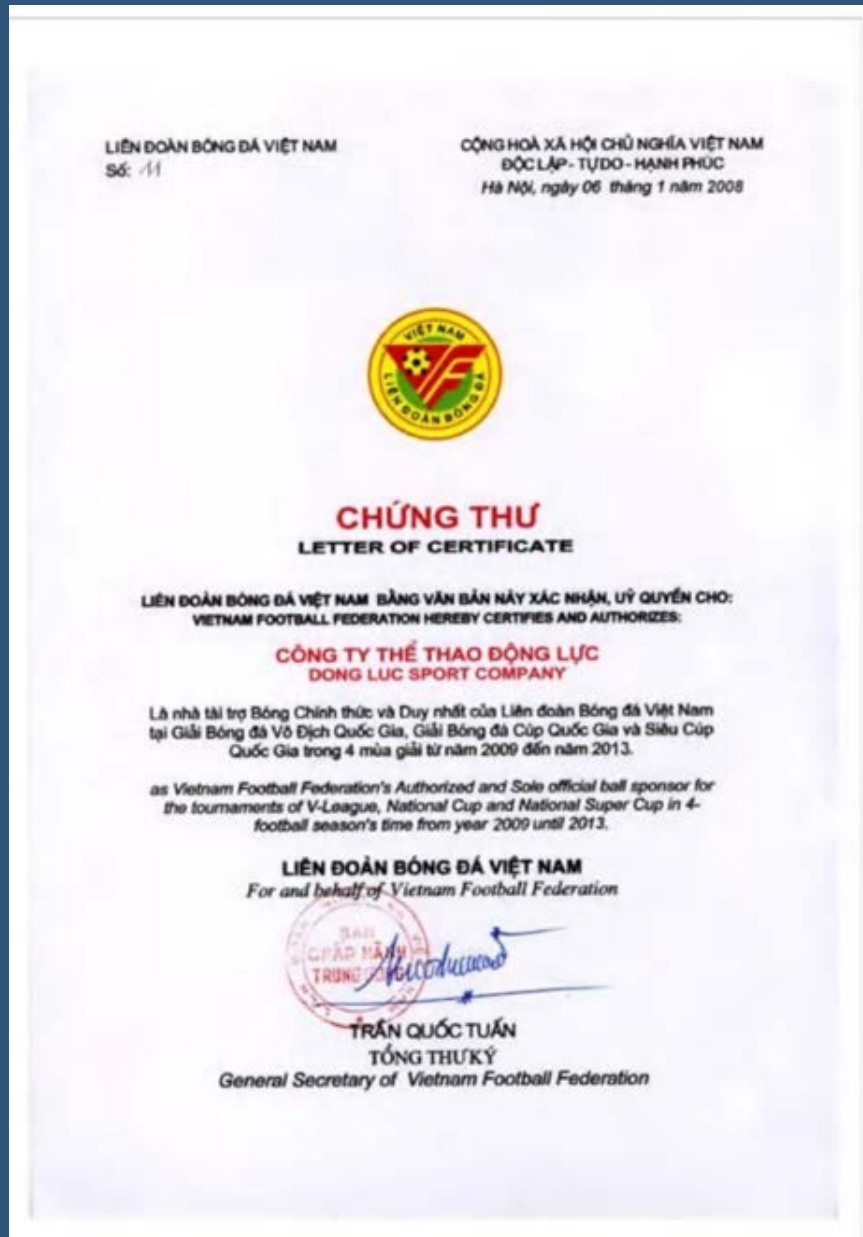 LIÊN ĐOÀN BÓNG ĐÁ VIỆT NAM
Số: 11
CỘNG HOÀ XÃ HỘI CHỦ NGHĨA VIỆT NAM
ĐỘC LẬP - TỰ DO - HẠNH PHÚC
Hà Nội, ngày 06 tháng 1 năm 2008
VIỆT NAM
VF
LIÊN ĐOÀN BÓNG ĐÁ
CHỨNG THƯ
LETTER OF CERTIFICATE
LIÊN ĐOÀN BÓNG ĐÁ VIỆT NAM BẰNG VĂN BẢN NÀY XÁC NHẬN, UỶ QUYỀN CHO:
VIETNAM FOOTBALL FEDERATION HEREBY CERTIFIES AND AUTHORIZES:
CÔNG TY THỂ THAO ĐỘNG LỰC
DONG LUC SPORT COMPANY
Là nhà tài trợ Bóng Chính thức và Duy nhất của Liên đoàn Bóng đá Việt Nam
tại Giải Bóng đá Vô Địch Quốc Gia, Giải Bóng đá Cúp Quốc Gia và Siêu Cúp
Quốc Gia trong 4 mùa giải từ năm 2009 đến năm 2013.
as Vietnam Football Federation's Authorized and Sole official ball sponsor for
the tournaments of V-League, National Cup and National Super Cup in 4-
football season's time from year 2009 until 2013.
LIÊN ĐOÀN BÓNG ĐÁ VIỆT NAM
For and behalf of Vietnam Football Federation
BAN
CHẤP HÀNH
TRUNG ƯƠNG
TRẦN QUỐC TUẤN
TỔNG THƯ KÝ
General Secretary of Vietnam Football Federation